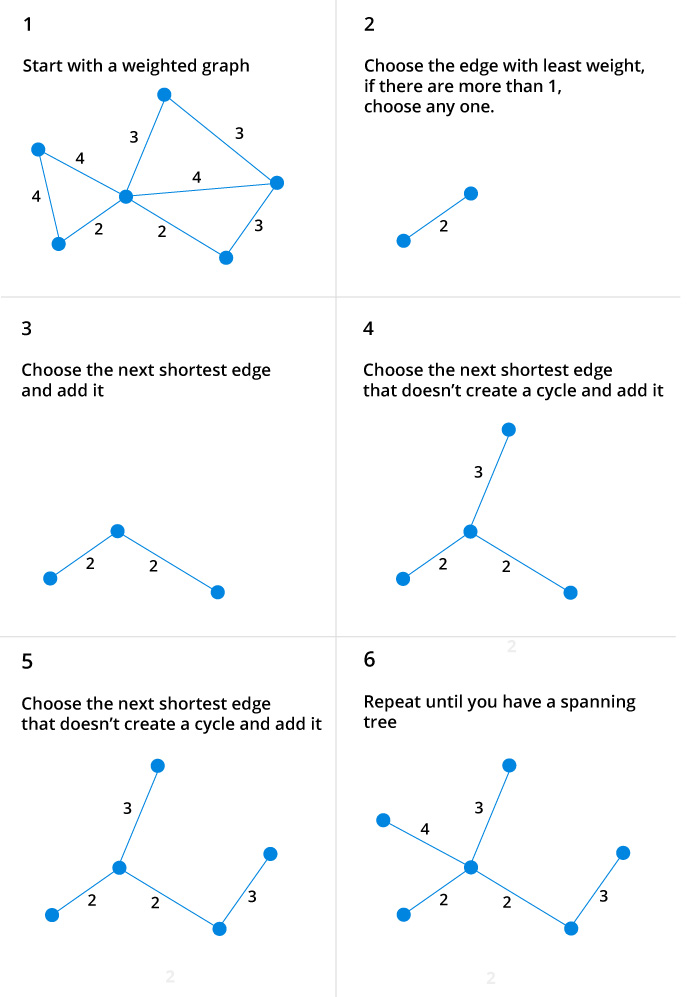 1
Start with a weighted graph
3
3
4
4
4
2
2
3
2
Choose the edge with least weight,
if there are more than 1,
choose any one.
2
3
Choose the next shortest edge
and add it
2
2
4
Choose the next shortest edge
that doesn’t create a cycle and add it
3
2
2
2
5
Choose the next shortest edge
that doesn’t create a cycle and add it
3
2
2
3
2
6
Repeat until you have a spanning
tree
3
4
2
2
3
2